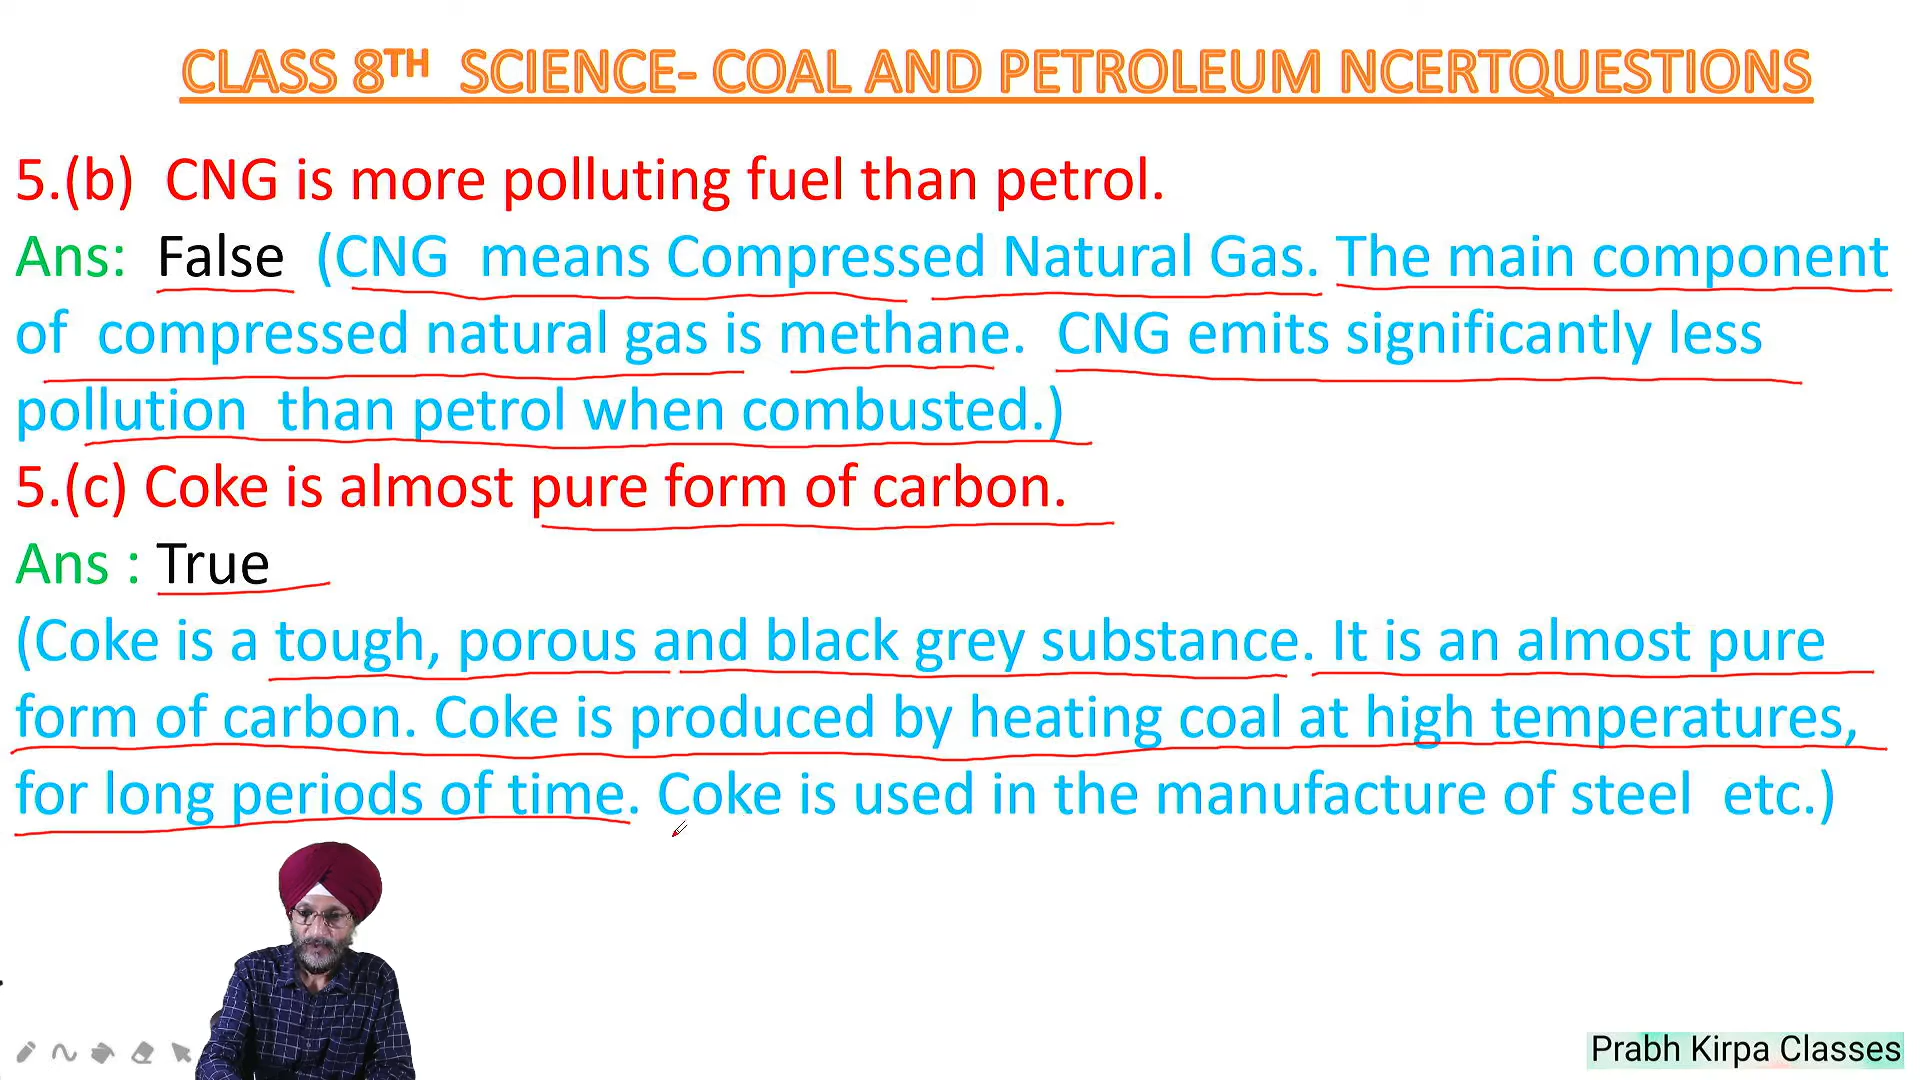 CLASS 8TH SCIENCE- COAL AND PETROLEUM NCERTQUESTIONS
5.(b) CNG is more polluting fuel than petrol.
Ans: False (CNG means Compressed Natural Gas. The main component
of compressed natural gas is methane. CNG emits significantly less
pollution than petrol when combusted.)
5.(c) Coke is almost pure form of carbon.
Ans : True
(Coke is a tough, porous and black grey substance. It is an almost pure
form of carbon. Coke is produced by heating coal at high temperatures,
for long periods of time. Coke is used in the manufacture of steel etc.)
Prabh Kirpa Classes